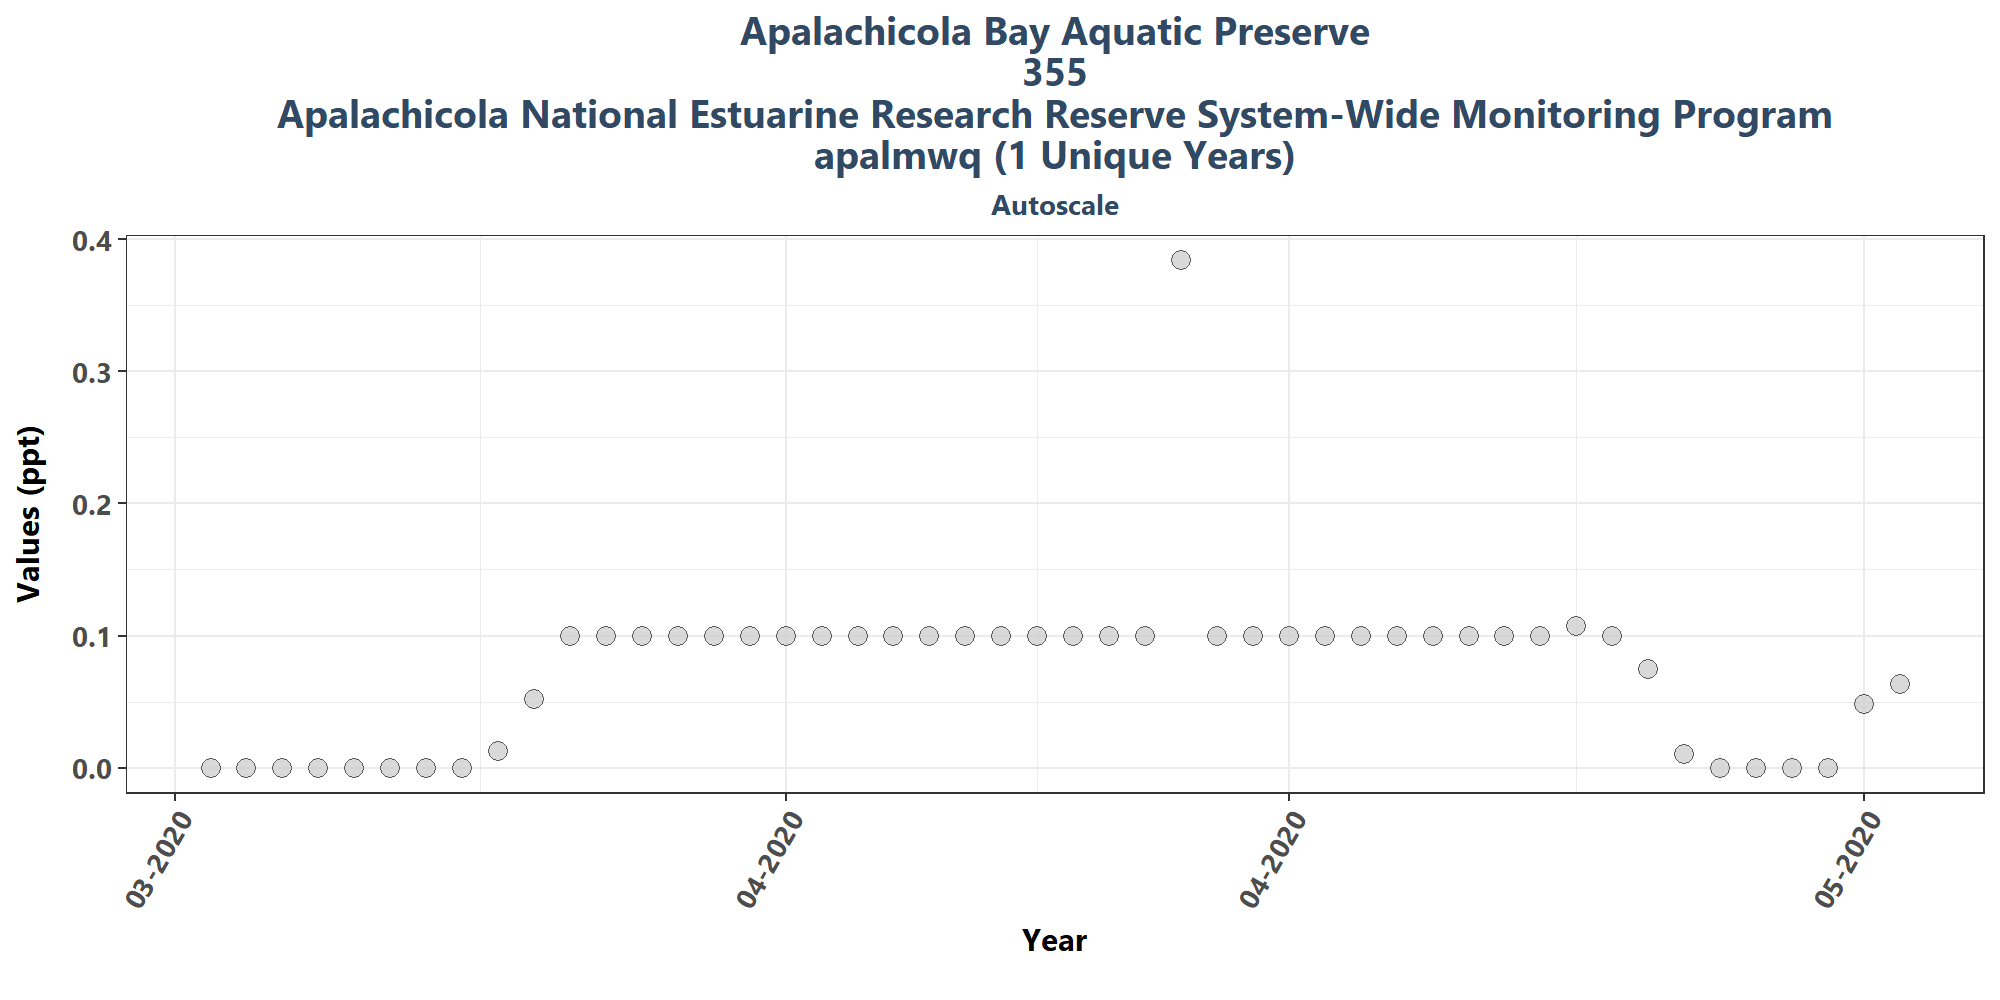 Apalachicola Bay Aquatic Preserve
355
Apalachicola National Estuarine Research Reserve System-Wide Monitoring Program
apalmwq (1 Unique Years)
Autoscale
0.4
0.3
0.2
0.1
0.0
Values (ppt)
03-2020
04-2020
04-2020
05-2020
Year